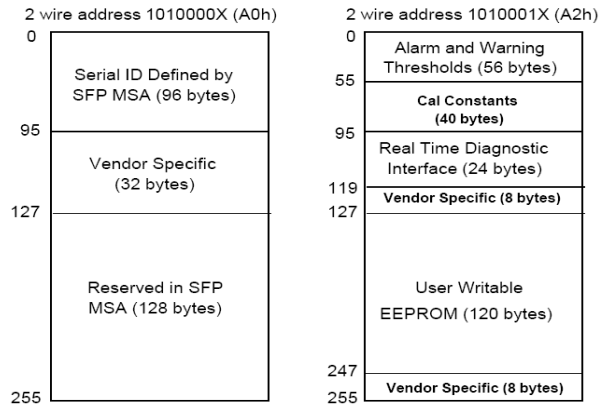 2 wire address 1010000X (A0h)
0
Serial ID Defined by
SFP MSA (96 bytes)
95
Vendor Specific
(32 bytes)
127
Reserved in SFP
MSA (128 bytes)
255
2 wire address 1010001X (A2h)
0
Alarm and Warning
Thresholds (56 bytes)
55
Cal Constants
(40 bytes)
95
Real Time Diagnostic
Interface (24 bytes)
119
Vendor Specific (8 bytes)
127
User Writable
EEPROM (120 bytes)
247
Vendor Specific (8 bytes)
255